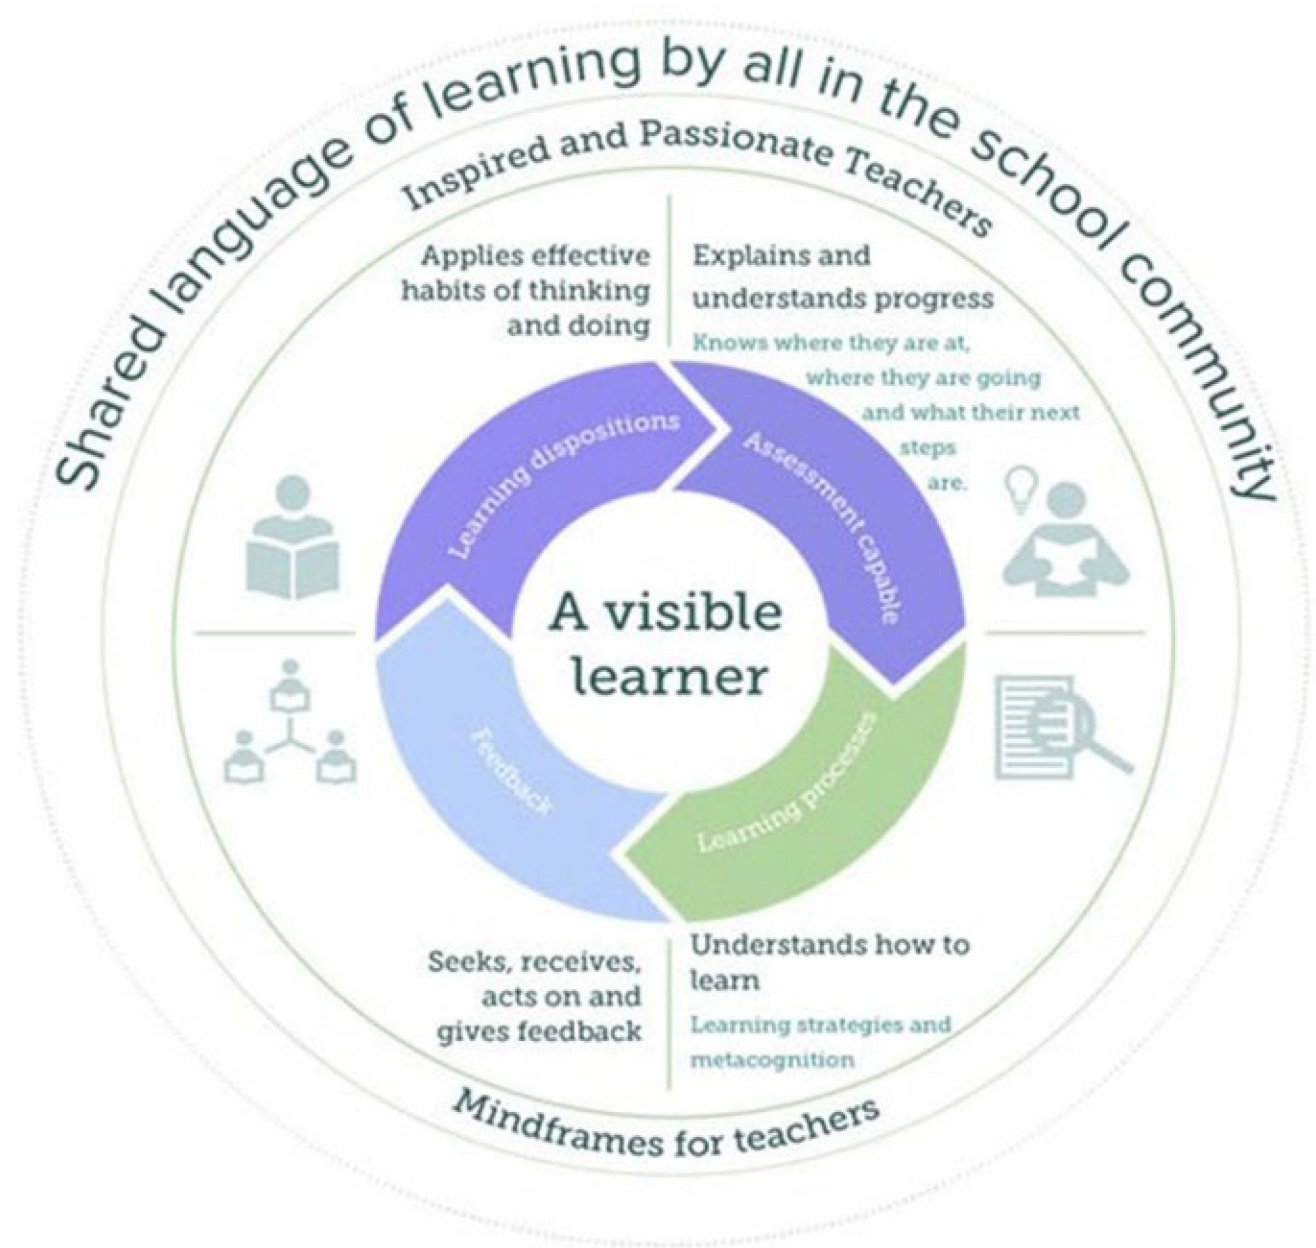 Shared language of learning by all in the school community
Inspired and Passionate Teachers
Applies effective
habits of thinking
and doing
Explains and
understands progress
Knows where they are at,
where they are going
and what their next
steps
are.
Learning dispositions
Assessment capable
A visible
learner
Feedback
Learning processes
Seeks, receives,
acts on and
gives feedback
Understands how to
learn
Learning strategies and
metacognition
Mindframes for teachers